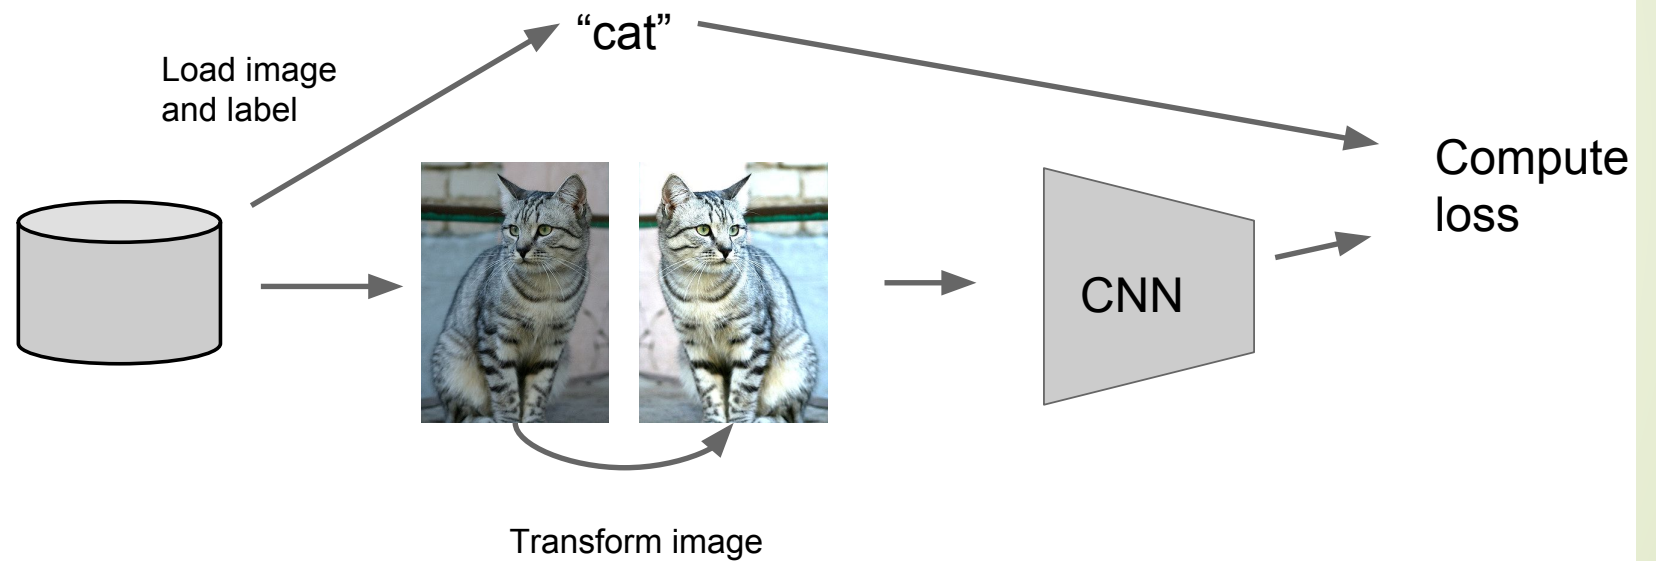 “cat”
Load image
and label
Compute
loss
CNN
Transform image